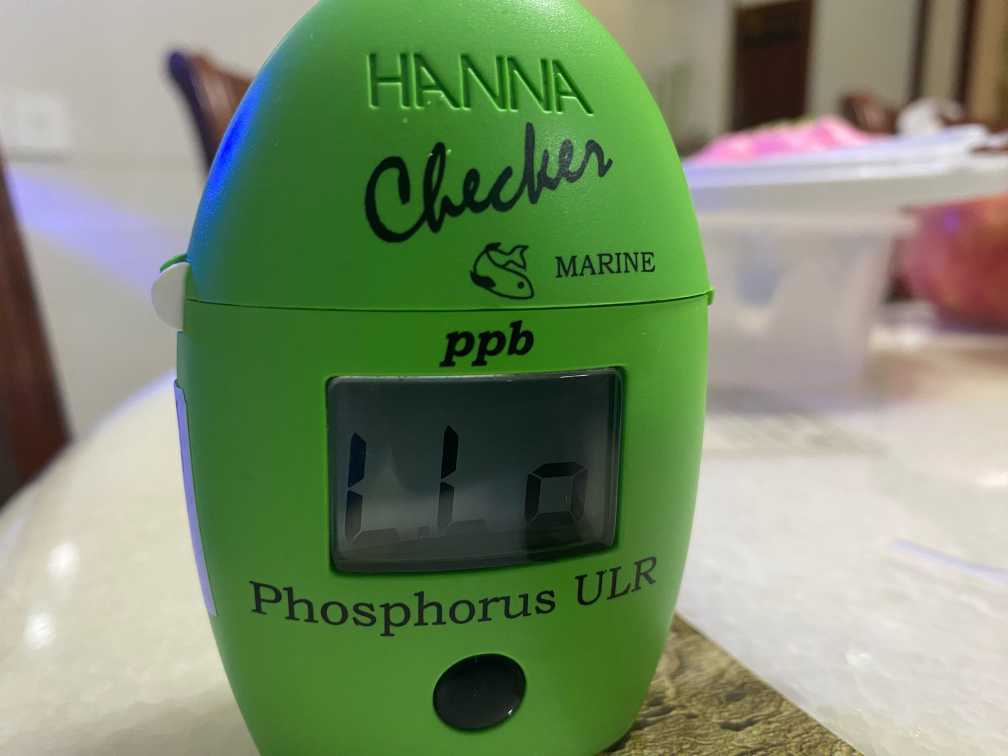 HANNA
Checker
MARINE
ppb
L.Lo
Phosphorus ULR